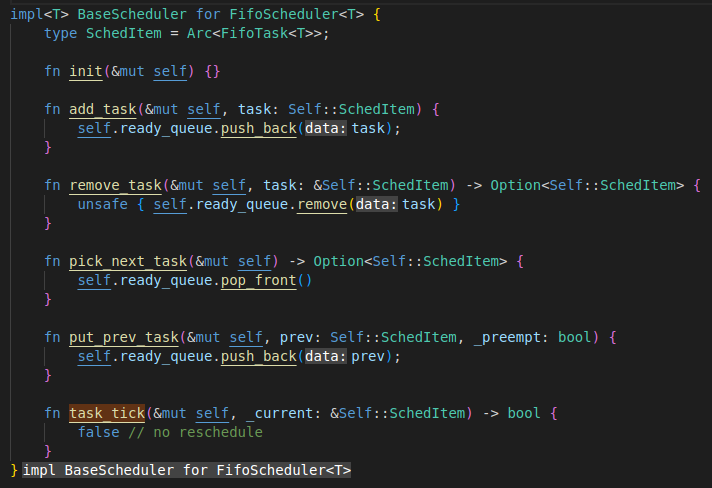 impl<T> BaseScheduler for FifoScheduler<T> {
    type SchedItem = Arc<FifoTask<T>>;

    fn init(&mut self) {}

    fn add_task(&mut self, task: Self::SchedItem) {
        self.ready_queue.push_back(data: task);
    }

    fn remove_task(&mut self, task: &Self::SchedItem) -> Option<Self::SchedItem> {
        unsafe { self.ready_queue.remove(data: task) }
    }

    fn pick_next_task(&mut self) -> Option<Self::SchedItem> {
        self.ready_queue.pop_front()
    }

    fn put_prev_task(&mut self, prev: Self::SchedItem, _preempt: bool) {
        self.ready_queue.push_back(data: prev);
    }

    fn task_tick(&mut self, _current: &Self::SchedItem) -> bool {
        false // no reschedule
    }
} impl BaseScheduler for FifoScheduler<T>